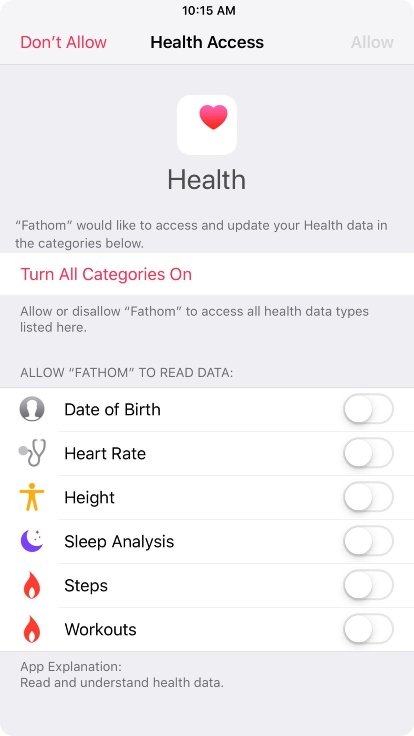 10:15 AM
Don’t Allow Health Access Allow
Health
“Fathom” would like to access and update your Health data in
the categories below.
Turn All Categories On
Allow or disallow “Fathom” to access all health data types
listed here.
ALLOW “FATHOM” TO READ DATA:
Date of Birth
Heart Rate
Height
Sleep Analysis
Steps
Workouts
App Explanation:
Read and understand health data.